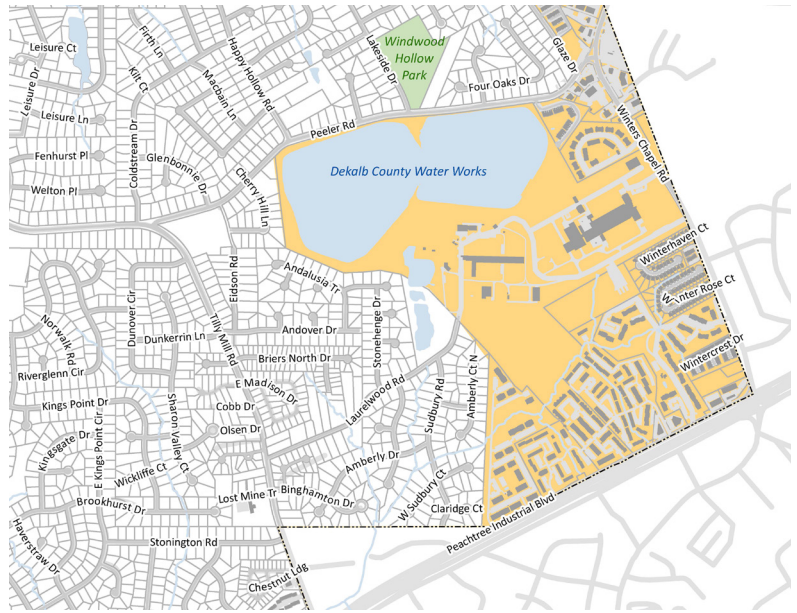 Leisure Ct
Firth Ln
Happy Hollow Rd
Lakeside Dr
Windwood
Hollow
Park
Glaze Dr
Kilt Ct
Macbain Ln
Four Oaks Dr
Leisure Dr
Leisure Ln
Peeler Rd
Winters Chapel Rd
Coldstream Dr
Fenhurst Pl
Glenbonnie Dr
Dekalb County Water Works
Welton Pl
Cherry Hill Ln
Winterhaven Ct
Eidson Rd
Andalusia Tr
Winter Rose Ct
Dunover Cir
Norwalk Rd
Dunkerrin Ln
Tilly Mill Rd
Andover Dr
Stonehenge Dr
Wintercrest Dr
Briers North Dr
Riverglenn Cir
E Madison Dr
Laurelwood Rd
Sudbury Rd
Amberly Ct N
Kings Point Dr
Cobb Dr
Sharon Valley Ct
Olsen Dr
Kingsgate Dr
E Kings Point Cir
Wickliffe Ct
Amberly Dr
Brookhurst Dr
Lost Mine Tr
Binghamton Dr
W Sudbury Ct
Claridge Ct
Peachtree Industrial Blvd
Haverstraw Dr
Stonington Rd
Chestnut Ldg